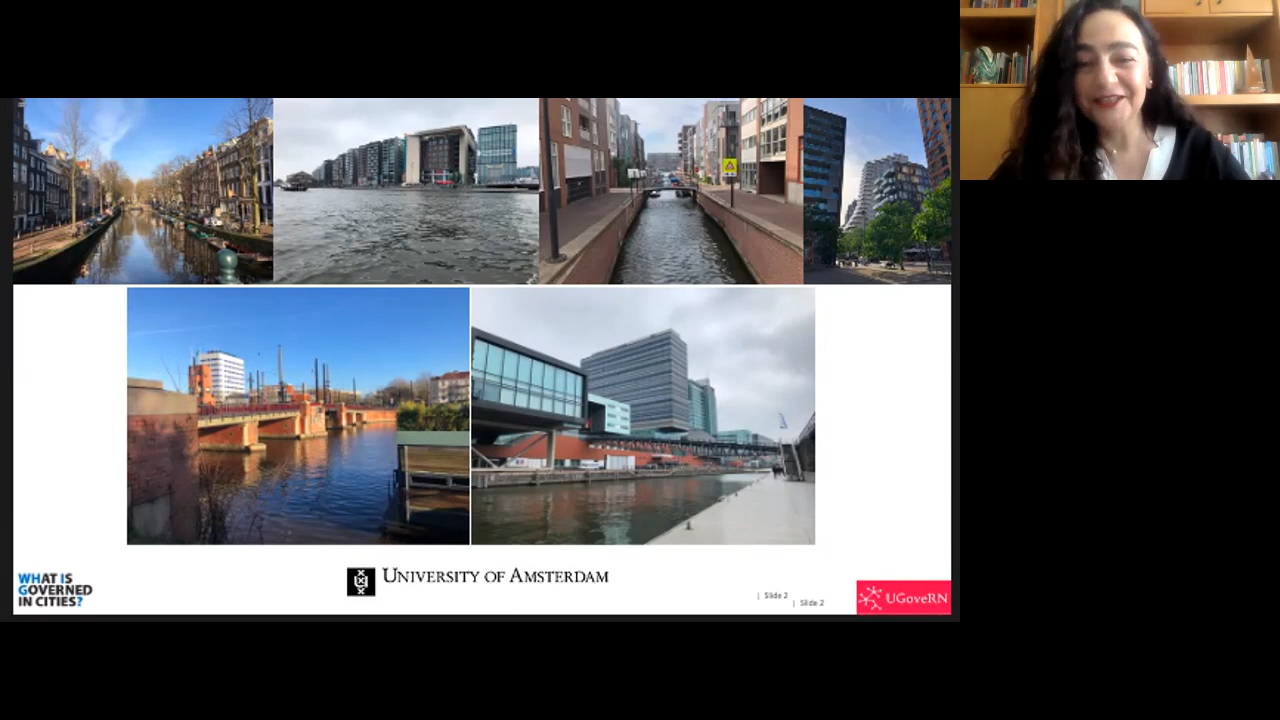 WHAT IS
GOVERNED
IN CITIES?
UNIVERSITY OF AMSTERDAM
| Slide 2
| Slide 2
UGoveRN